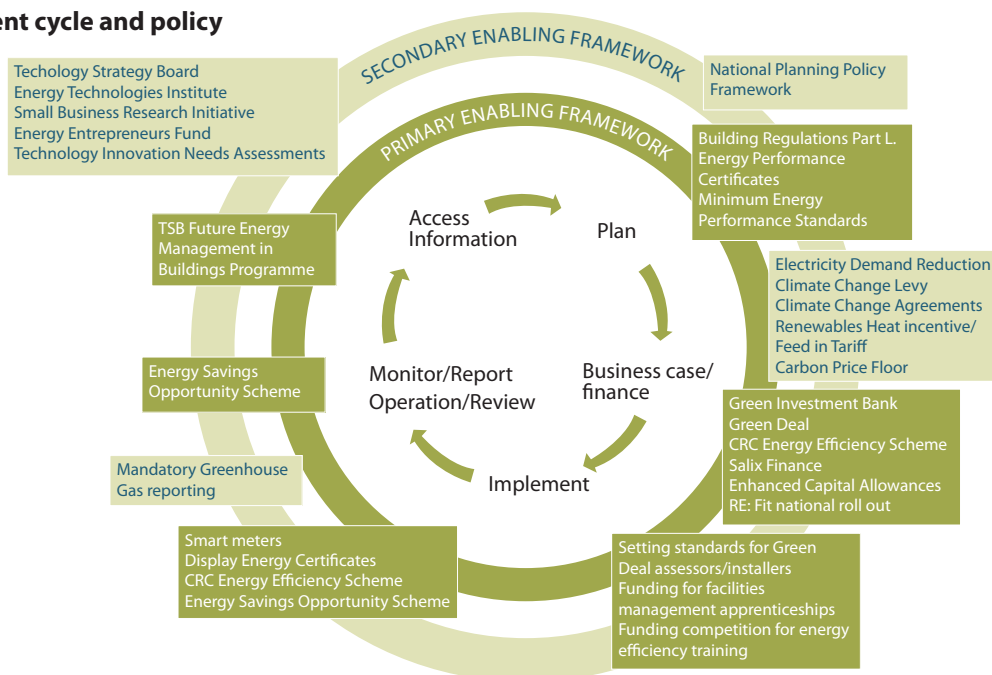 ent cycle and policy
SECONDARY ENABLING FRAMEWORK
PRIMARY ENABLING FRAMEWORK
Techology Strategy Board
Energy Technologies Institute
Small Business Research Initiative
Energy Entrepreneurs Fund
Technology Innovation Needs Assessments
National Planning Policy
Framework
Building Regulations Part L.
Energy Performance
Certificates
Minimum Energy
Performance Standards
TSB Future Energy
Management in
Buildings Programme
Access
Information
Plan
Electricity Demand Reduction
Climate Change Levy
Climate Change Agreements
Renewables Heat incentive/
Feed in Tariff
Carbon Price Floor
Energy Savings
Opportunity Scheme
Monitor/Report
Operation/Review
Business case/
finance
Green Investment Bank
Green Deal
CRC Energy Efficiency Scheme
Salix Finance
Enhanced Capital Allowances
RE: Fit national roll out
Mandatory Greenhouse
Gas reporting
Implement
Smart meters
Display Energy Certificates
CRC Energy Efficiency Scheme
Energy Savings Opportunity Scheme
Setting standards for Green
Deal assessors/installers
Funding for facilities
management apprenticeships
Funding competition for energy
efficiency training